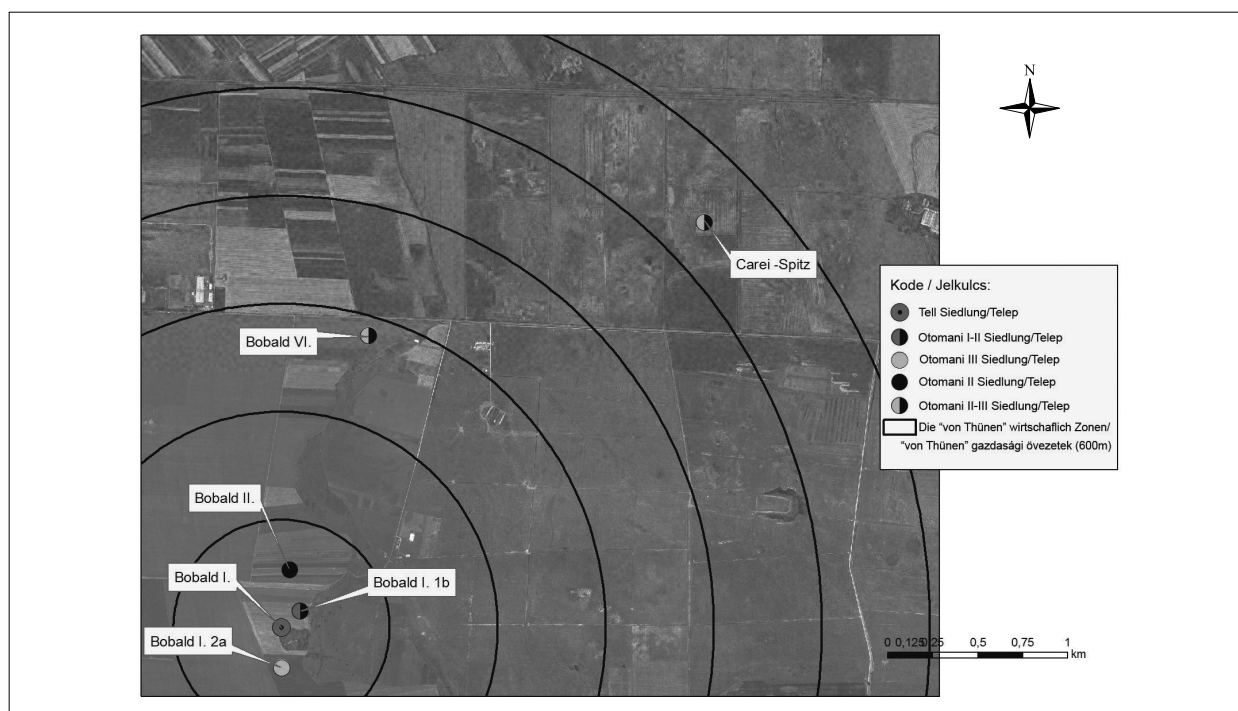 N
Carei -Spitz
Kode / Jelkulcs:
Tell Siedlung/Telep
Otomani I-II Siedlung/Telep
Otomani III Siedlung/Telep
Otomani II Siedlung/Telep
Otomani II-III Siedlung/Telep
Die “von Thünen” wirtschaflich Zonen/
“von Thünen” gazdasági övezetek (600m)
Bobald VI.
Bobald II.
Bobald I.
Bobald I. 1b
Bobald I. 2a
0 0,125 0,25 0,5 0,75 1
km